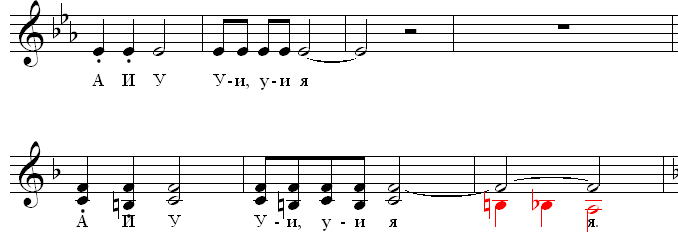 А И У У-и, у-и я
А И У У - и, у - и я я.